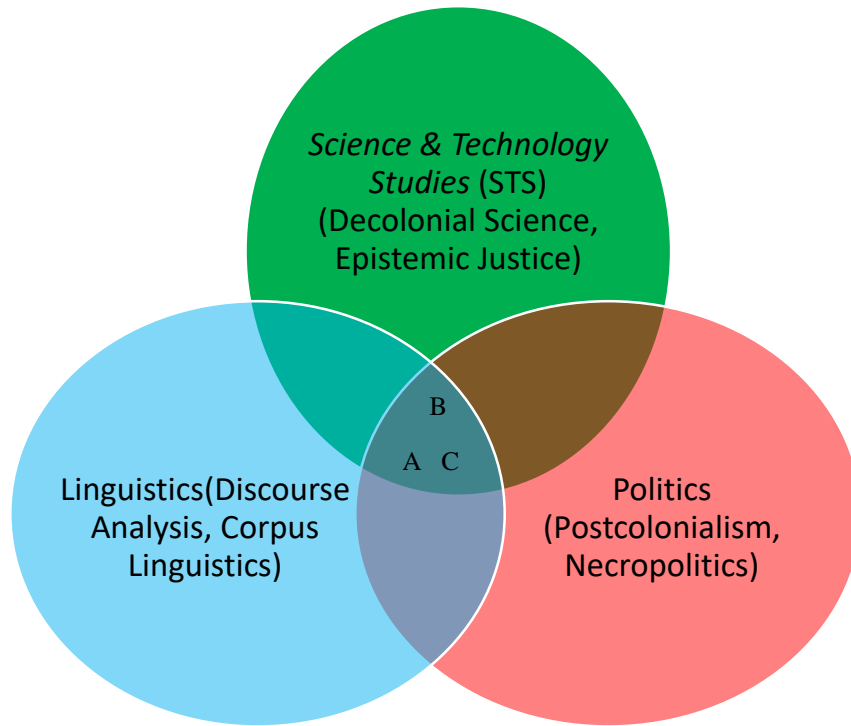 Science & Technology
Studies (STS)
(Decolonial Science,
Epistemic Justice)
B
A C
Linguistics(Discourse
Analysis, Corpus
Linguistics)
Politics
(Postcolonialism,
Necropolitics)